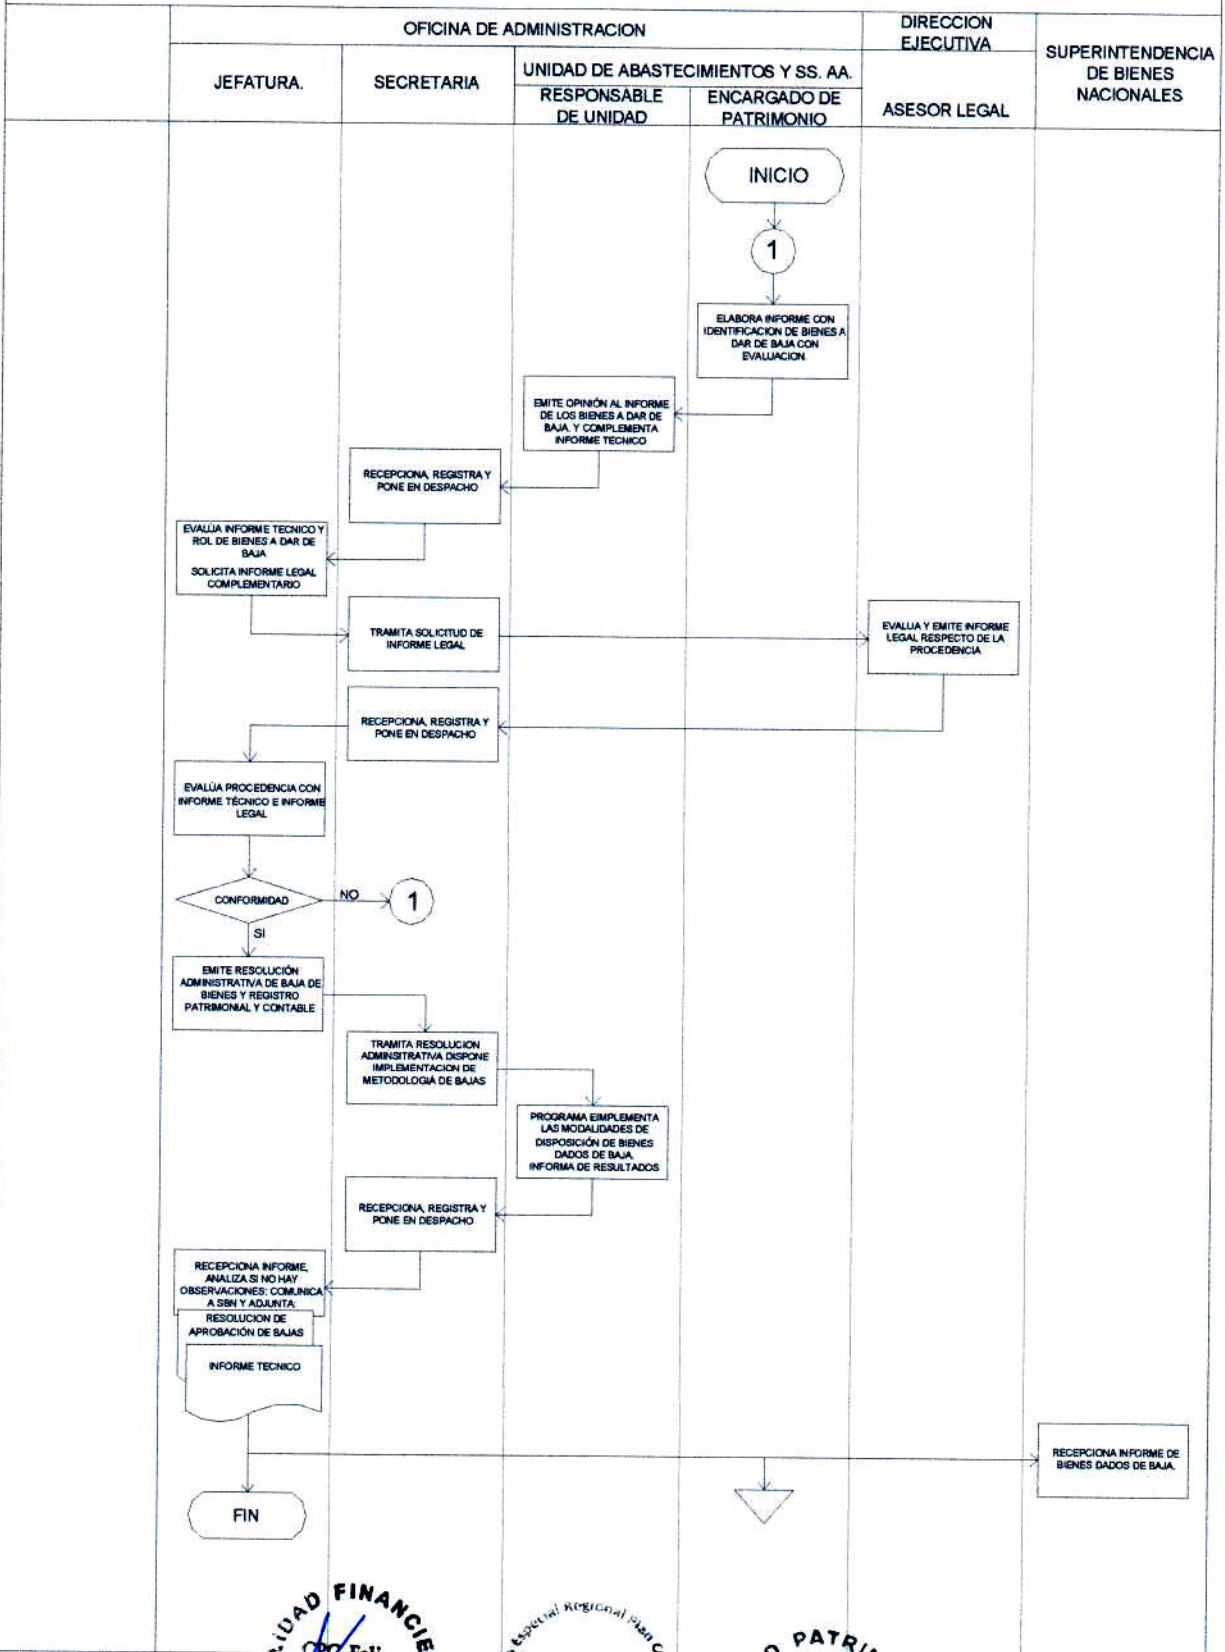 OFICINA DE ADMINISTRACION
DIRECCION
EJECUTIVA
SUPERINTENDENCIA
DE BIENES
NACIONALES
JEFATURA.
SECRETARIA
UNIDAD DE ABASTECIMIENTOS Y SS. AA.
RESPONSABLE
DE UNIDAD
ENCARGADO DE
PATRIMONIO
ASESOR LEGAL
INICIO
1
ELABORA INFORME CON
IDENTIFICACION DE BIENES A
DAR DE BAJA CON
EVALUACION.
EMITE OPINIÓN AL INFORME
DE LOS BIENES A DAR DE
BAJA. Y COMPLEMENTA
INFORME TECNICO
RECEPCIONA, REGISTRA Y
PONE EN DESPACHO
EVALÚA INFORME TECNICO Y
ROL DE BIENES A DAR DE
BAJA
SOLICITA INFORME LEGAL
COMPLEMENTARIO
TRAMITA SOLICITUD DE
INFORME LEGAL
EVALUA Y EMITE INFORME
LEGAL RESPECTO DE LA
PROCEDENCIA
RECEPCIONA, REGISTRA Y
PONE EN DESPACHO
EVALÚA PROCEDENCIA CON
INFORME TÉCNICO E INFORME
LEGAL
CONFORMIDAD
NO
1
SI
EMITE RESOLUCIÓN
ADMINISTRATIVA DE BAJA DE
BIENES Y REGISTRO
PATRIMONIAL Y CONTABLE
TRAMITA RESOLUCION
ADMINSITRATIVA DISPONE
IMPLEMENTACION DE
METODOLOGIA DE BAJAS
PROGRAMA EIMPLEMENTA
LAS MODALIDADES DE
DISPOSICIÓN DE BIENES
DADOS DE BAJA.
INFORMA DE RESULTADOS
RECEPCIONA, REGISTRA Y
PONE EN DESPACHO
RECEPCIONA INFORME,
ANALIZA SI NO HAY
OBSERVACIONES: COMUNICA
A SBN Y ADJUNTA:
RESOLUCION DE
APROBACIÓN DE BAJAS
INFORME TECNICO
RECEPCIONA INFORME DE
BIENES DADOS DE BAJA.
FIN
Especial Regional Plan